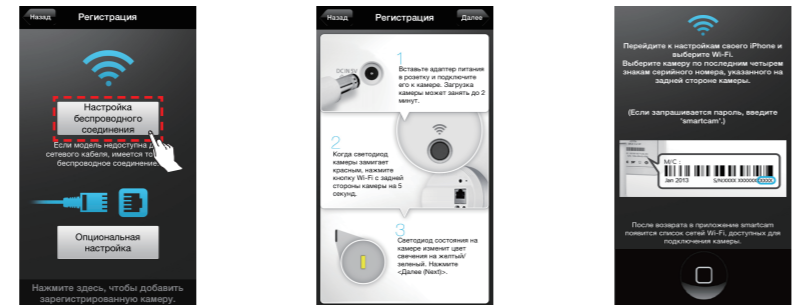 Назад
Регистрация
Настройка
беспроводного
соединения
Если модель недоступна д
сетевого кабеля, имеется то
беспроводное соединение.
Опциональная
настройка
Нажмите здесь, чтобы добавить
зарегистрированную камеру.
Назад
Регистрация
Далее
DC IN 5V
1
Вставьте адаптер питания
в розетку и подключите
его к камере. Загрузка
камеры может занять до 2
минут.
2
Когда светодиод
камеры замигает
красным, нажмите
кнопку Wi-Fi с задней
стороны камеры на 5
секунд.
3
Светодиод состояния на
камере изменит цвет
свечения на желтый/
зеленый. Нажмите
<Далее (Next)>.
Перейдите к настройкам своего iPhone и
выберите Wi-Fi.
Выберите камеру по последним четырем
знакам серийного номера, указанного на
задней стороне камеры.
(Если запрашивается пароль, введите
"smartcam".)
M/C :
Jan 2013
После возврата в приложение smartcam
появится список сетей Wi-Fi, доступных для
подключения камеры.